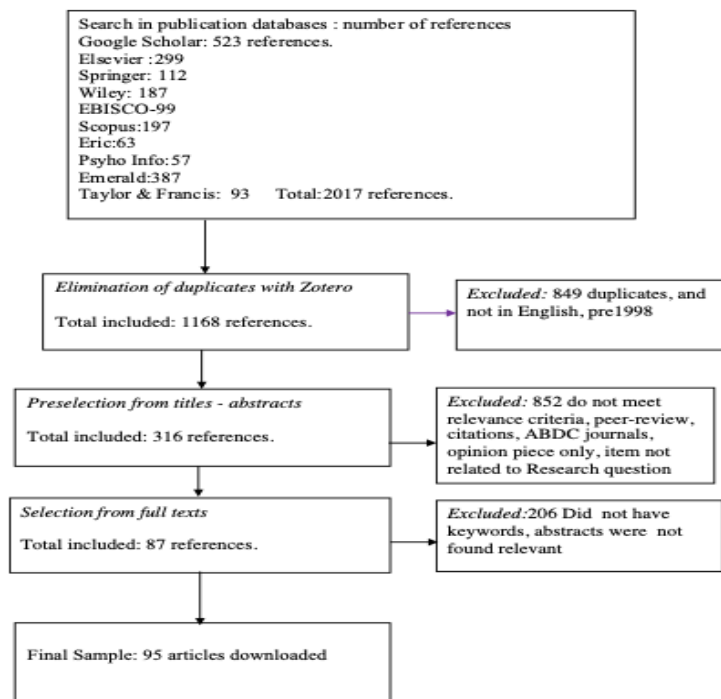 Search in publication databases : number of references
Google Scholar: 523 references.
Elsevier :299
Springer: 112
Wiley: 187
EBISCO-99
Scopus:197
Eric:63
Psyho Info:57
Emerald:387
Taylor & Francis: 93 Total:2017 references.
Elimination of duplicates with Zotero
Total included: 1168 references.
Excluded: 849 duplicates, and
not in English, pre1998
Preselection from titles - abstracts
Total included: 316 references.
Excluded: 852 do not meet
relevance criteria, peer-review,
citations, ABDC journals,
opinion piece only, item not
related to Research question
Selection from full texts
Total included: 87 references.
Excluded:206 Did not have
keywords, abstracts were not
found relevant
Final Sample: 95 articles downloaded